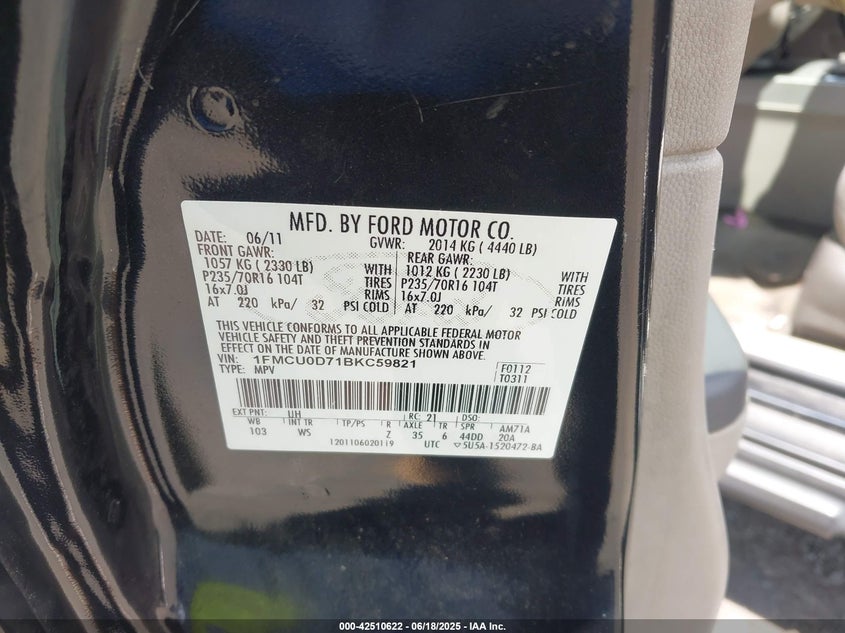 MFD. BY FORD MOTOR CO.
DATE: 06/11 GVWR: 2014 KG ( 4440 LB)
FRONT GAWR: REAR GAWR:
1057 KG ( 2330 LB) WITH 1012 KG ( 2230 LB) WITH
P235/70R16 104T TIRES P235/70R16 104T TIRES
16x7.0J RIMS 16x7.0J RIMS
AT 220 kPa/ 32 PSI COLD AT 220 kPa/ 32 PSI COLD
THIS VEHICLE CONFORMS TO ALL APPLICABLE FEDERAL MOTOR
VEHICLE SAFETY AND THEFT PREVENTION STANDARDS IN
EFFECT ON THE DATE OF MANUFACTURE SHOWN ABOVE.
VIN: 1FMCU0D71BKC59821 F0112
TYPE: MPV T0311
EXT PNT: UH RC: 21 DSO:
WB INT TR TP/PS R AXLE TR SPR AM71A
103 WS Z 35 6 44DD 20A
1201106020119 UTC ▽5U5A-1520472-BA
000-42510622 - 06/18/2025 - IAA Inc.